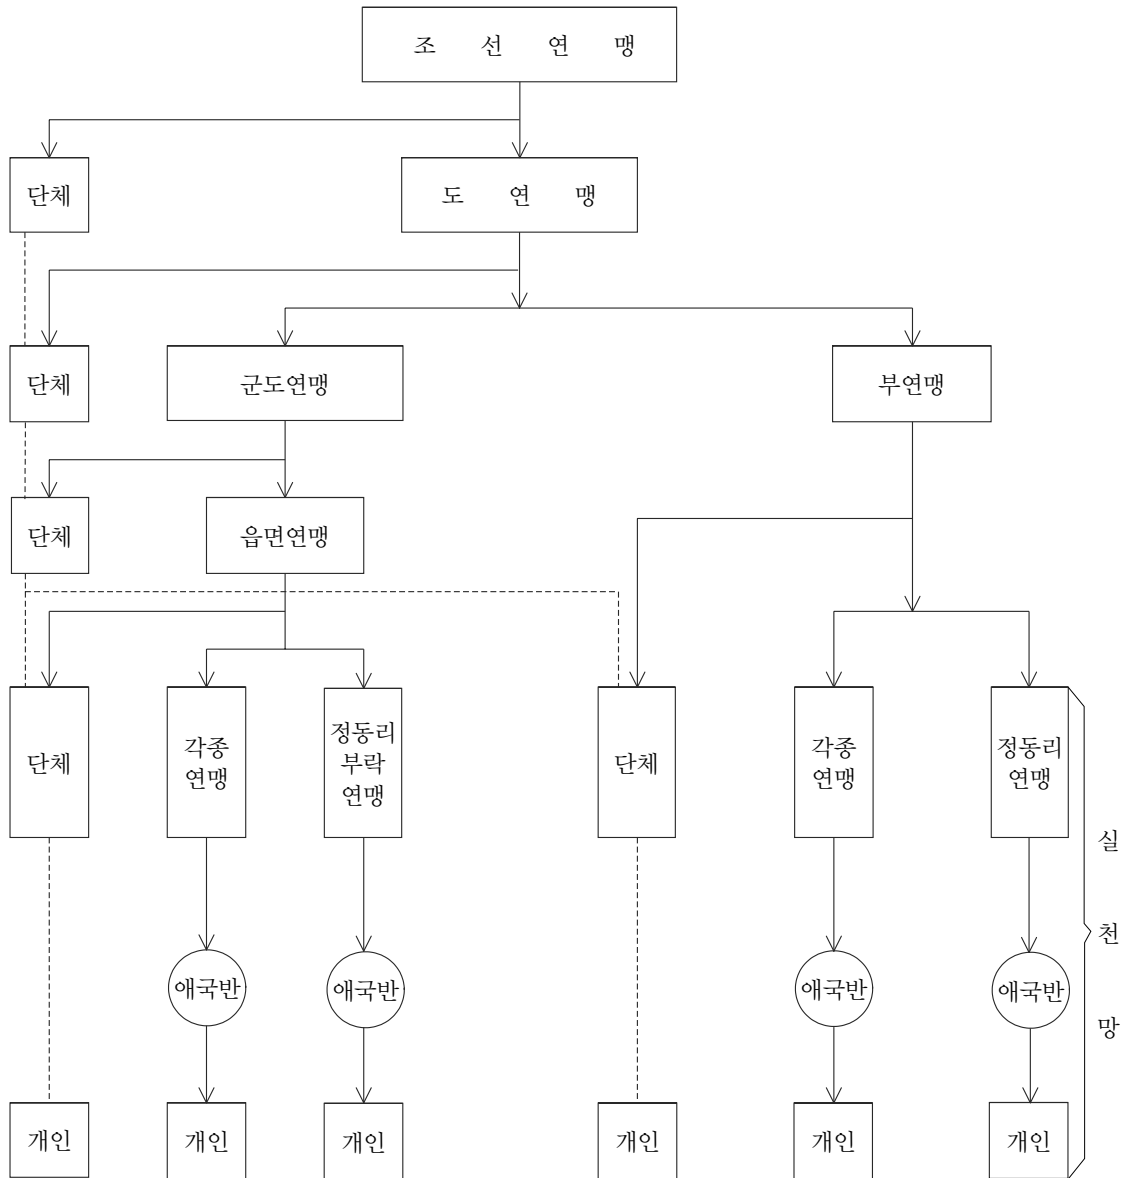 조 선 연 맹
단체
도 연 맹
단체
군도연맹
부연맹
단체
읍면연맹
단체
각종
연맹
정동리
부락
연맹
단체
각종
연맹
정동리
연맹
실
천
망
애국반
애국반
애국반
애국반
개인
개인
개인
개인
개인
개인